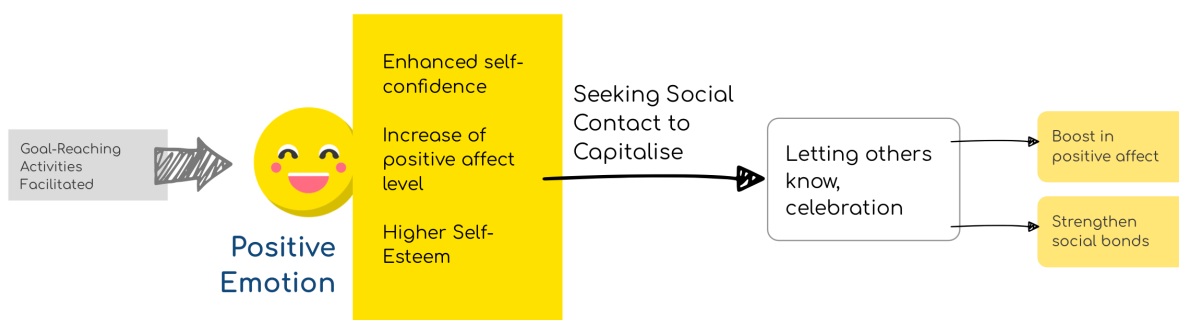 Goal-Reaching
Activities
Facilitated
Positive
Emotion
Enhanced self-
confidence
Increase of
positive affect
level
Higher Self-
Esteem
Seeking Social
Contact to
Capitalise
Letting others
know,
celebration
Boost in
positive affect
Strengthen
social bonds